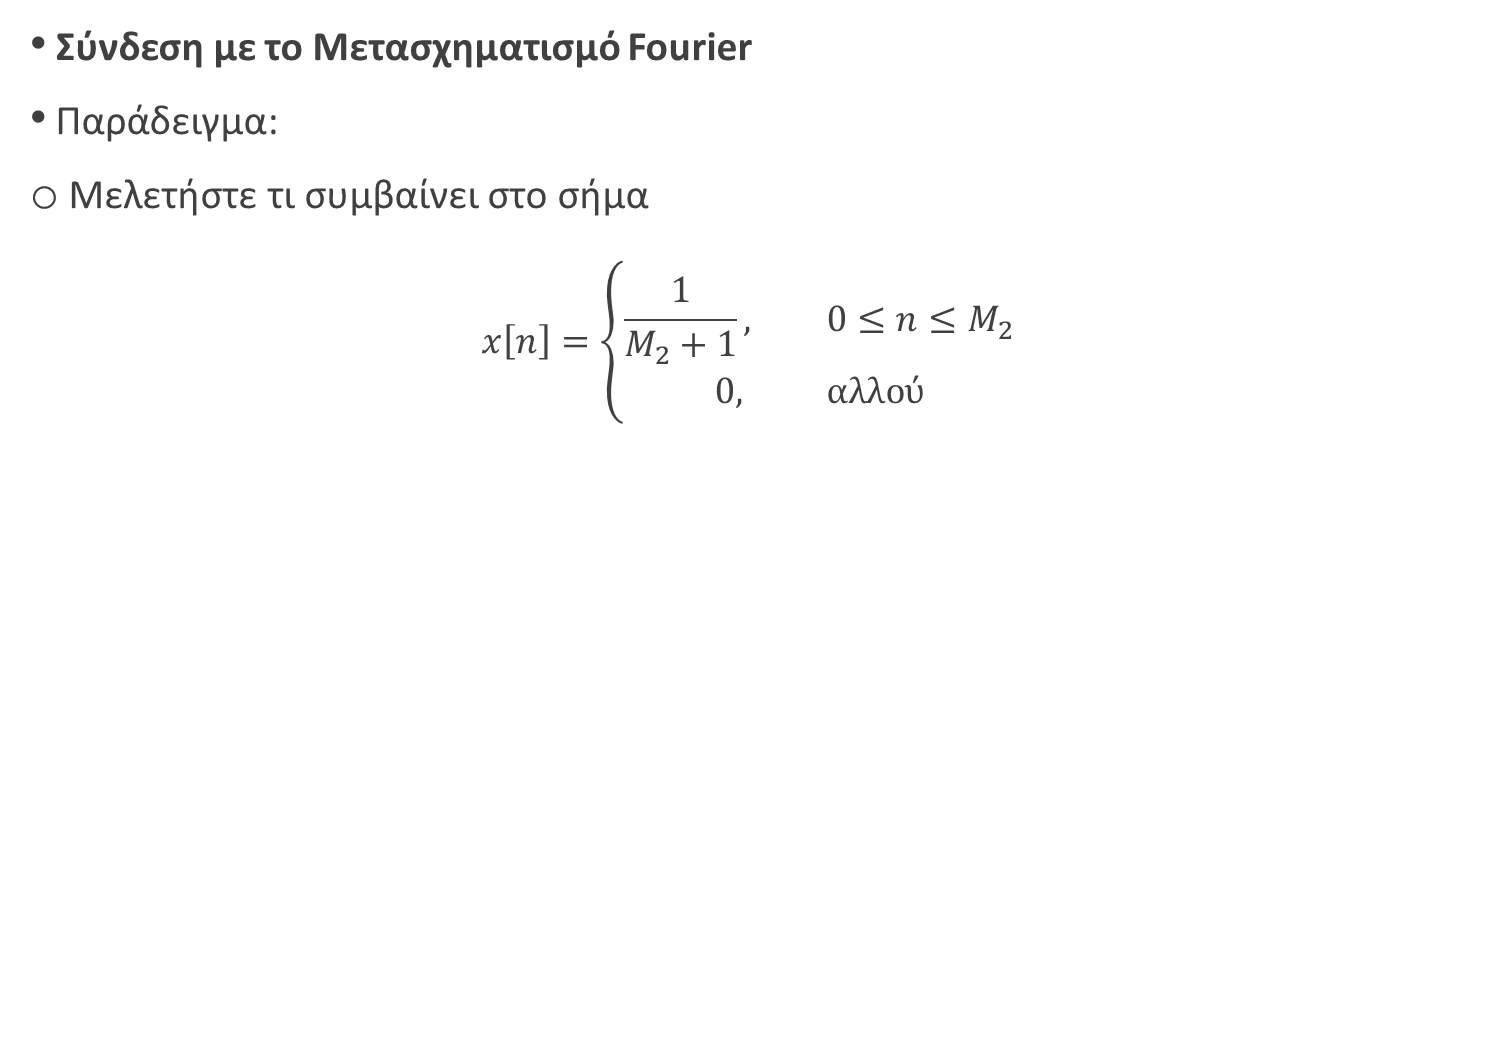 • Σύνδεση με το Μετασχηματισμό Fourier
• Παράδειγμα:
○ Μελετήστε τι συμβαίνει στο σήμα
x[n] = { 1 / (M₂ + 1), 0 ≤ n ≤ M₂
0, αλλού